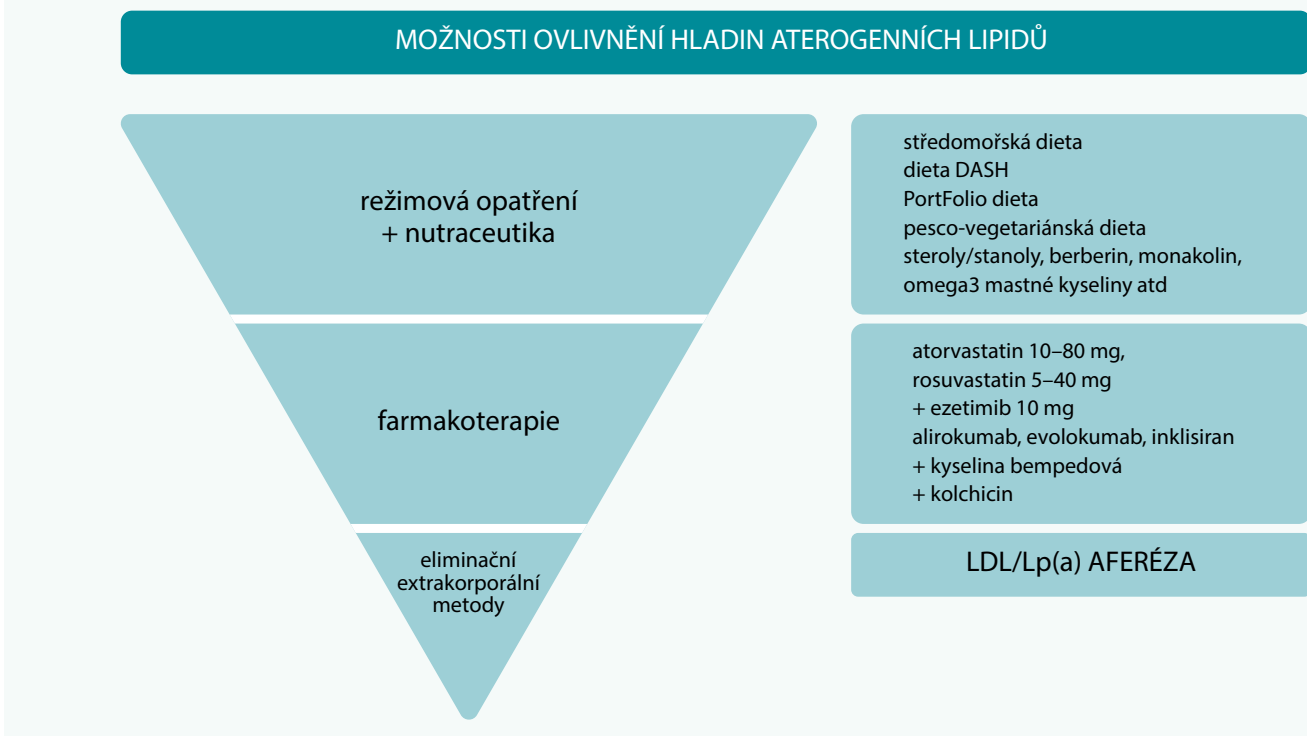 MOŽNOSTI OVLIVNĚNÍ HLADIN ATEROGENNÍCH LIPIDŮ
režimová opatření
+ nutraceutika
středomořská dieta
dieta DASH
PortFolio dieta
pesco-vegetariánská dieta
steroly/stanoly, berberin, monakolin,
omega3 mastné kyseliny atd
farmakoterapie
atorvastatin 10–80 mg,
rosuvastatin 5–40 mg
+ ezetimib 10 mg
alirokumab, evolokumab, inklisiran
+ kyselina bempedová
+ kolchicin
eliminační
extrakorporální
metody
LDL/Lp(a) AFERÉZA